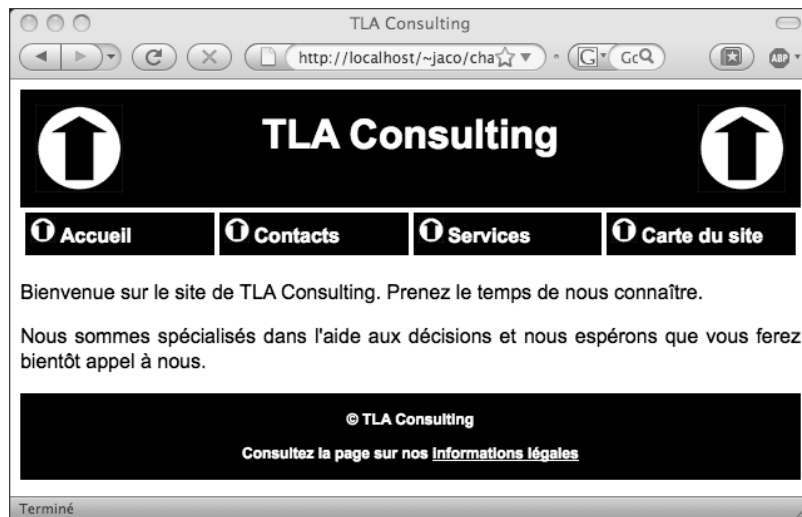 TLA Consulting
http://localhost/~jaco/cha
G
GcQ
ABP
TLA Consulting
Accueil
Contacts
Services
Carte du site
Bienvenue sur le site de TLA Consulting. Prenez le temps de nous connaître.
Nous sommes spécialisés dans l'aide aux décisions et nous espérons que vous ferez
bientôt appel à nous.
© TLA Consulting
Consultez la page sur nos Informations légales
Terminé